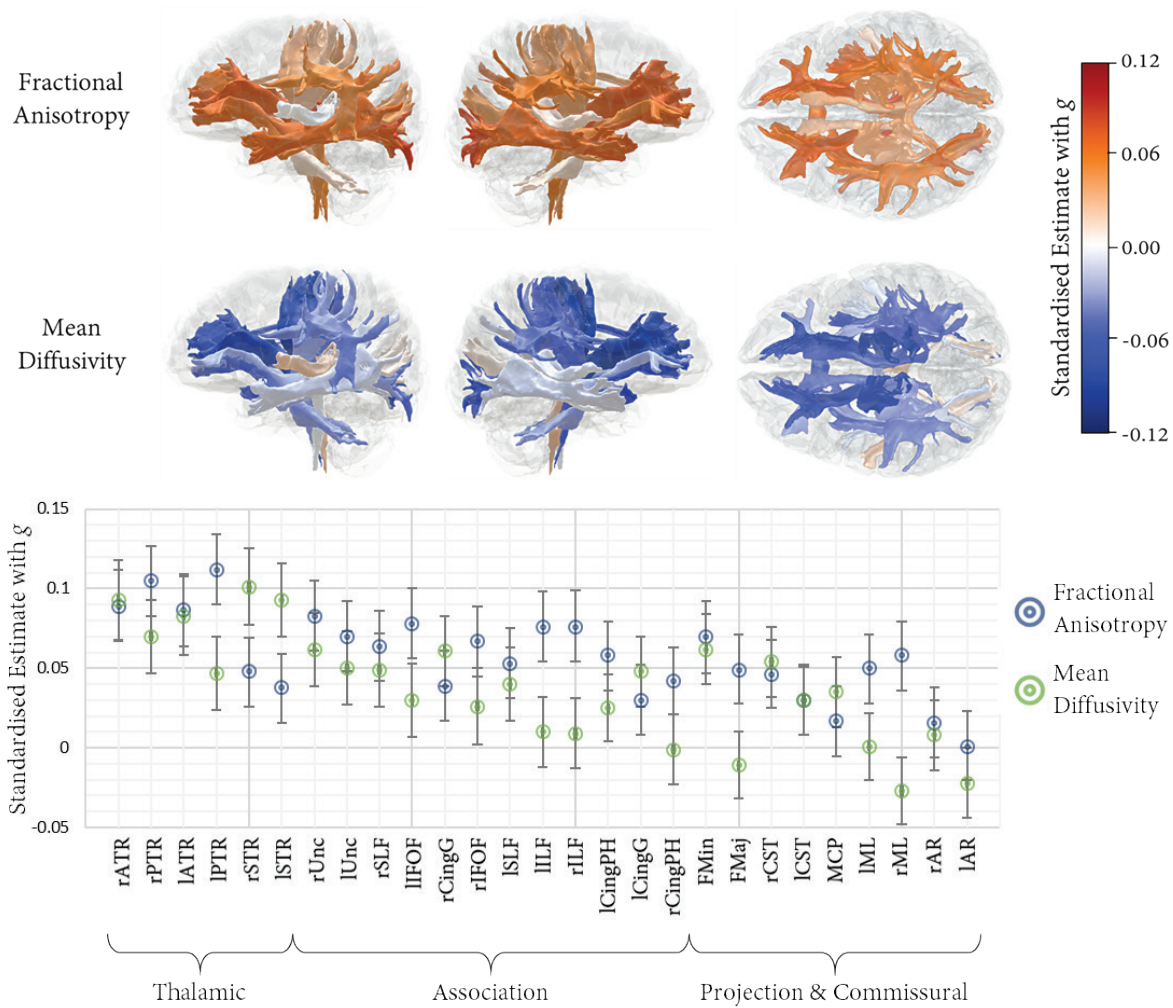 Fractional
Anisotropy
Mean
Diffusivity
Standardised Estimate with g
0.12
0.06
0.00
-0.06
-0.12
Standardised Estimate with g
0.15
0.1
0.05
0
-0.05
rATR
rPTR
lATR
lPTR
rSTR
lSTR
rUnc
lUnc
rSLF
lIFOF
rCingG
rIFOF
lSLF
lILF
rILF
lCingPH
lCingG
rCingPH
FMin
FMaj
rCST
lCST
MCP
lML
rML
rAR
lAR
Thalamic
Association
Projection & Commissural
Fractional
Anisotropy
Mean
Diffusivity